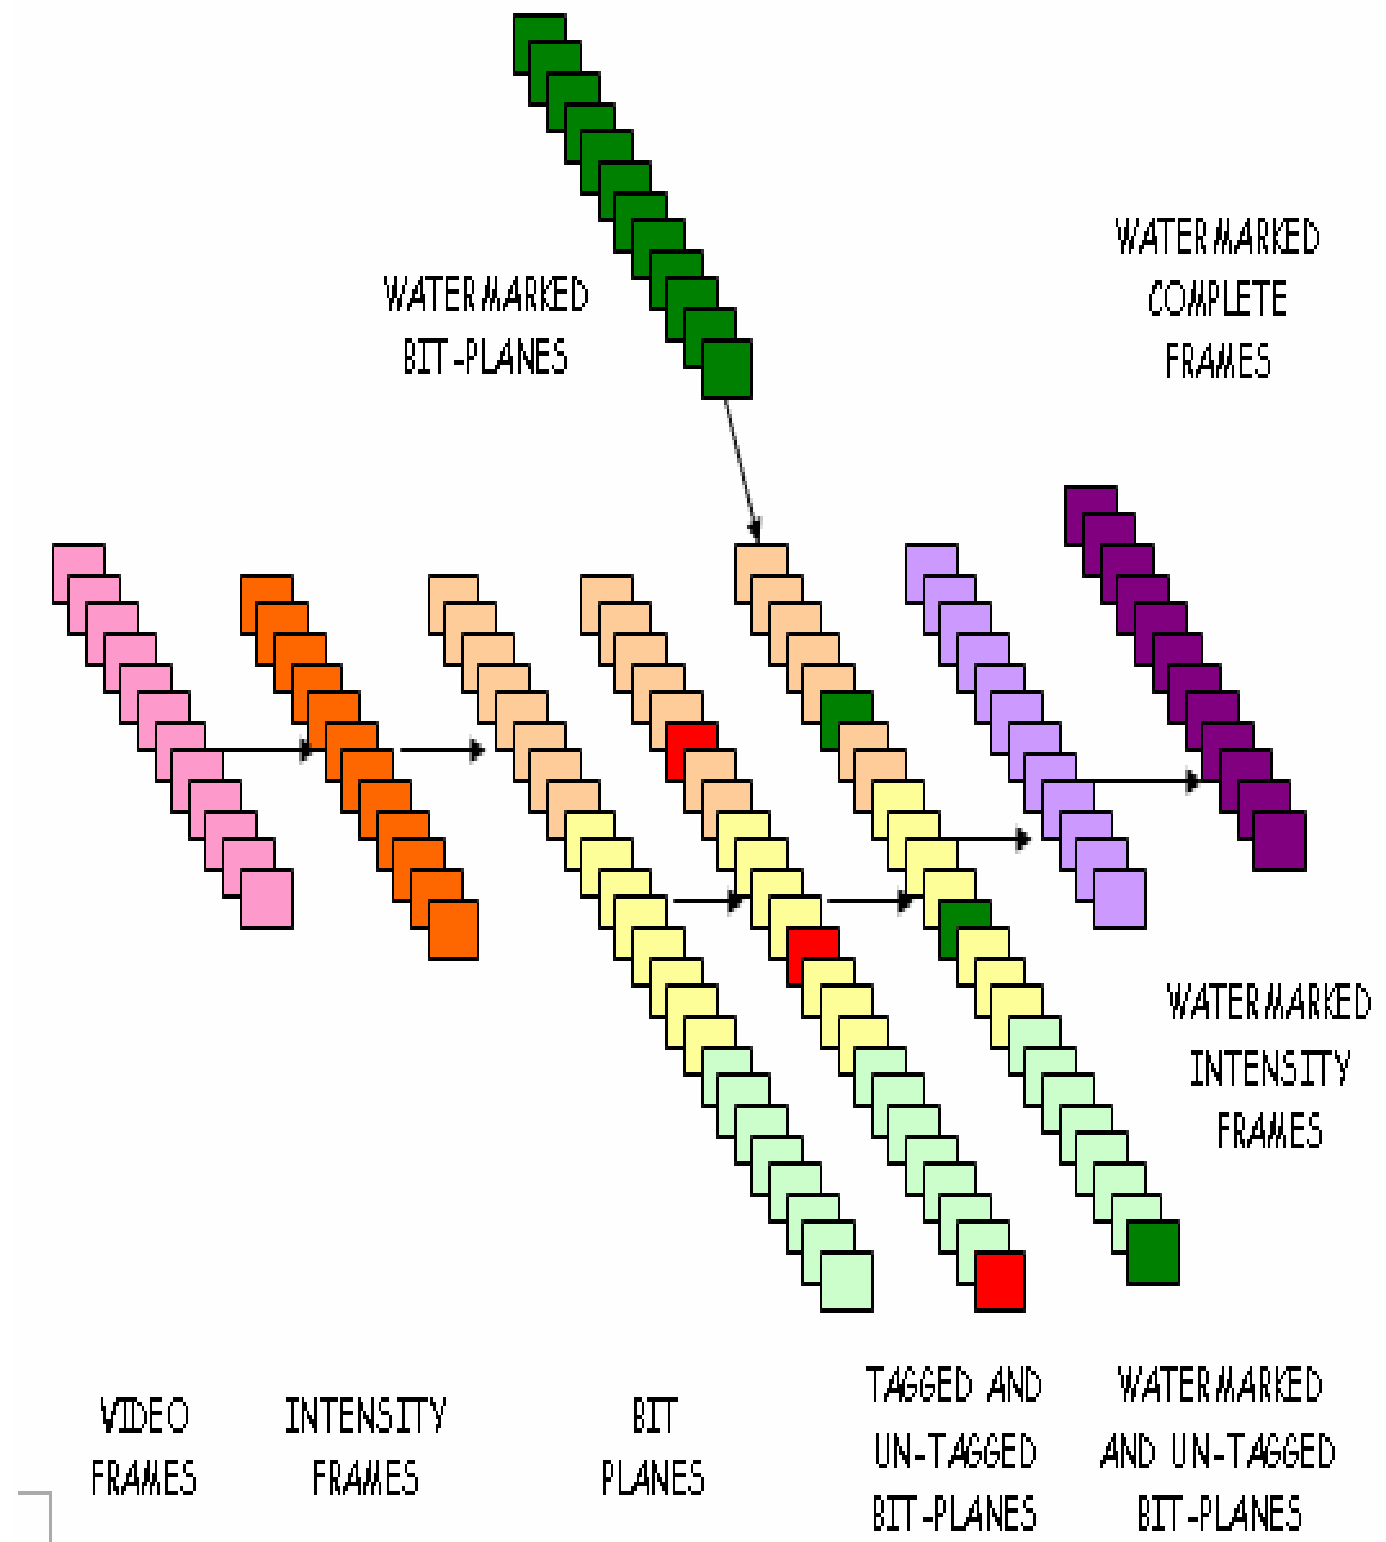 WATERMARKED
BIT-PLANES
WATERMARKED
COMPLETE
FRAMES
WATERMARKED
INTENSITY
FRAMES
VIDEO
FRAMES
INTENSITY
FRAMES
BIT
PLANES
TAGGED AND
UN-TAGGED
BIT-PLANES
WATERMARKED
AND UN-TAGGED
BIT-PLANES